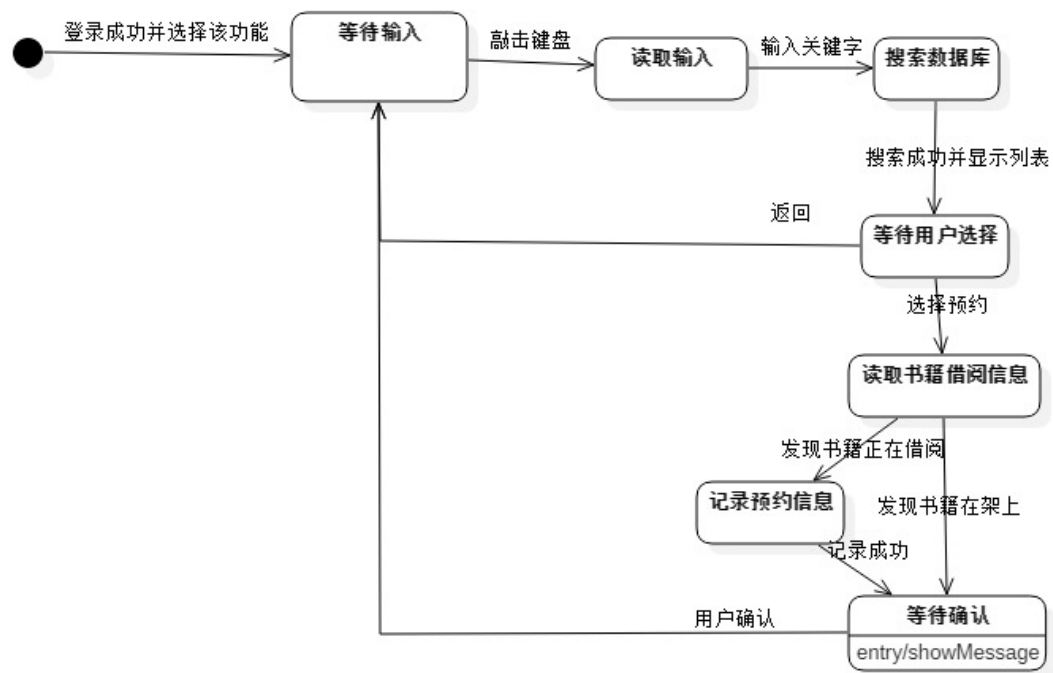 登录成功并选择该功能
等待输入
敲击键盘
读取输入
输入关键字
搜索数据库
搜索成功并显示列表
返回
等待用户选择
选择预约
读取书籍借阅信息
发现书籍正在借阅
记录预约信息
发现书籍在架上
记录成功
用户确认
等待确认
entry/showMessage